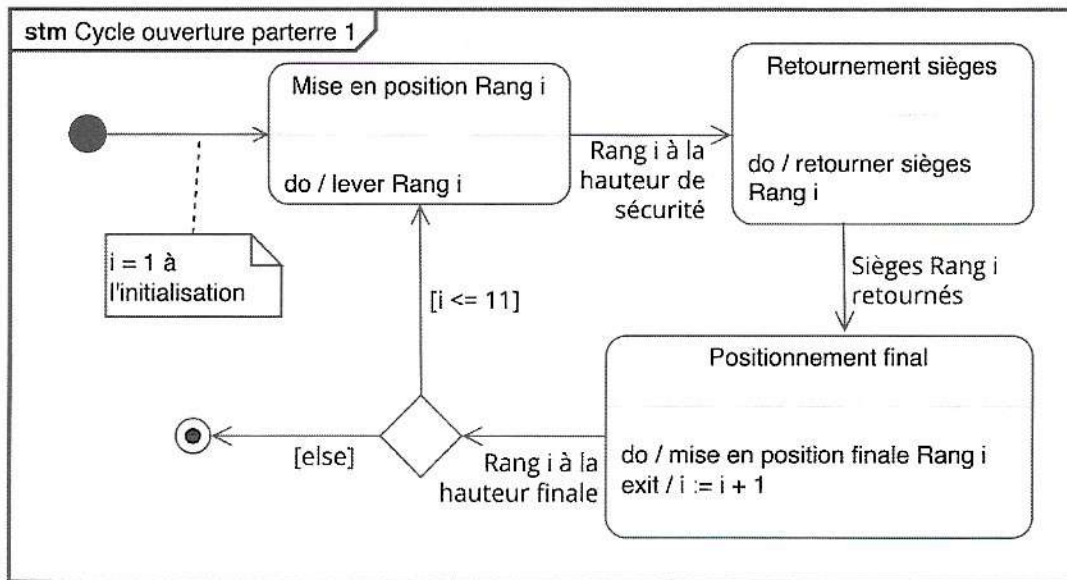 stm Cycle ouverture parterre 1
Mise en position Rang i
do / lever Rang i
Rang i à la
hauteur de
sécurité
Retournement sièges
do / retourner sièges
Rang i
i = 1 à
l'initialisation
[i <= 11]
Sièges Rang i
retournés
Positionnement final
do / mise en position finale Rang i
exit / i := i + 1
Rang i à la
hauteur finale
[else]